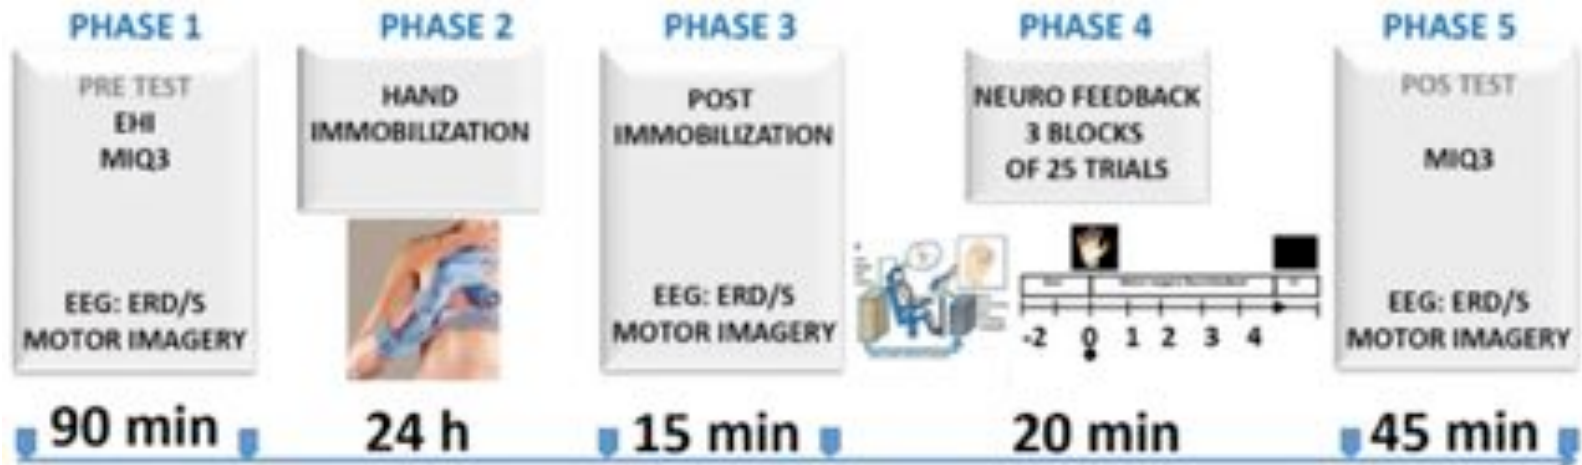 PHASE 1
PRE TEST
EHI
MIQ3
EEG: ERD/S
MOTOR IMAGERY
90 min
PHASE 2
HAND
IMMOBILIZATION
24 h
PHASE 3
POST
IMMOBILIZATION
EEG: ERD/S
MOTOR IMAGERY
15 min
PHASE 4
NEURO FEEDBACK
3 BLOCKS
OF 25 TRIALS
-2 0 1 2 3 4
20 min
PHASE 5
POS TEST
MIQ3
EEG: ERD/S
MOTOR IMAGERY
45 min